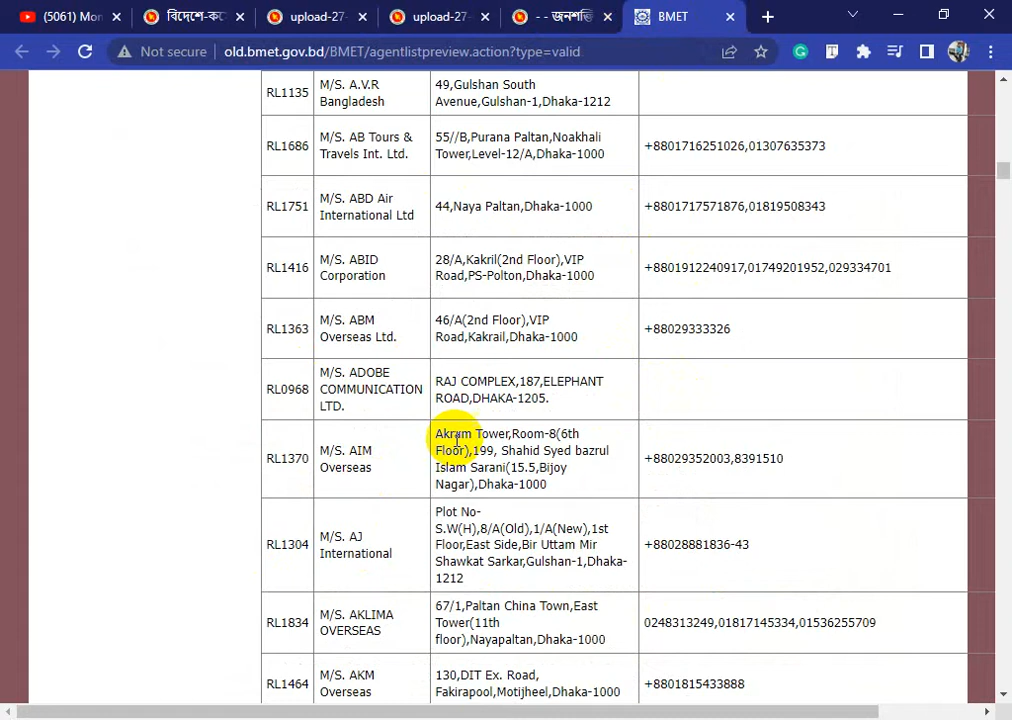 (5061) Mon
বিদেশে-ক
upload-27
upload-27
- - জনশক্তি
BMET
Not secure
old.bmet.gov.bd/BMET/agentlistpreview.action?type=valid
RL1135
M/S. A.V.R
Bangladesh
49,Gulshan South
Avenue,Gulshan-1,Dhaka-1212
RL1686
M/S. AB Tours &
Travels Int. Ltd.
55//B,Purana Paltan,Noakhali
Tower,Level-12/A,Dhaka-1000
+8801716251026,01307635373
RL1751
M/S. ABD Air
International Ltd
44,Naya Paltan,Dhaka-1000
+8801717571876,01819508343
RL1416
M/S. ABID
Corporation
28/A,Kakril(2nd Floor),VIP
Road,PS-Polton,Dhaka-1000
+8801912240917,01749201952,029334701
RL1363
M/S. ABM
Overseas Ltd.
46/A(2nd Floor),VIP
Road,Kakrail,Dhaka-1000
+88029333326
RL0968
M/S. ADOBE
COMMUNICATION
LTD.
RAJ COMPLEX,187,ELEPHANT
ROAD,DHAKA-1205.
RL1370
M/S. AIM
Overseas
Akram Tower,Room-8(6th
Floor),199, Shahid Syed bazrul
Islam Sarani(15.5,Bijoy
Nagar),Dhaka-1000
+88029352003,8391510
RL1304
M/S. AJ
International
Plot No-
S.W(H),8/A(Old),1/A(New),1st
Floor,East Side,Bir Uttam Mir
Shawkat Sarkar,Gulshan-1,Dhaka-
1212
+88028881836-43
RL1834
M/S. AKLIMA
OVERSEAS
67/1,Paltan China Town,East
Tower(11th
floor),Nayapaltan,Dhaka-1000
0248313249,01817145334,01536255709
RL1464
M/S. AKM
Overseas
130,DIT Ex. Road,
Fakirapool,Motijheel,Dhaka-1000
+8801815433888